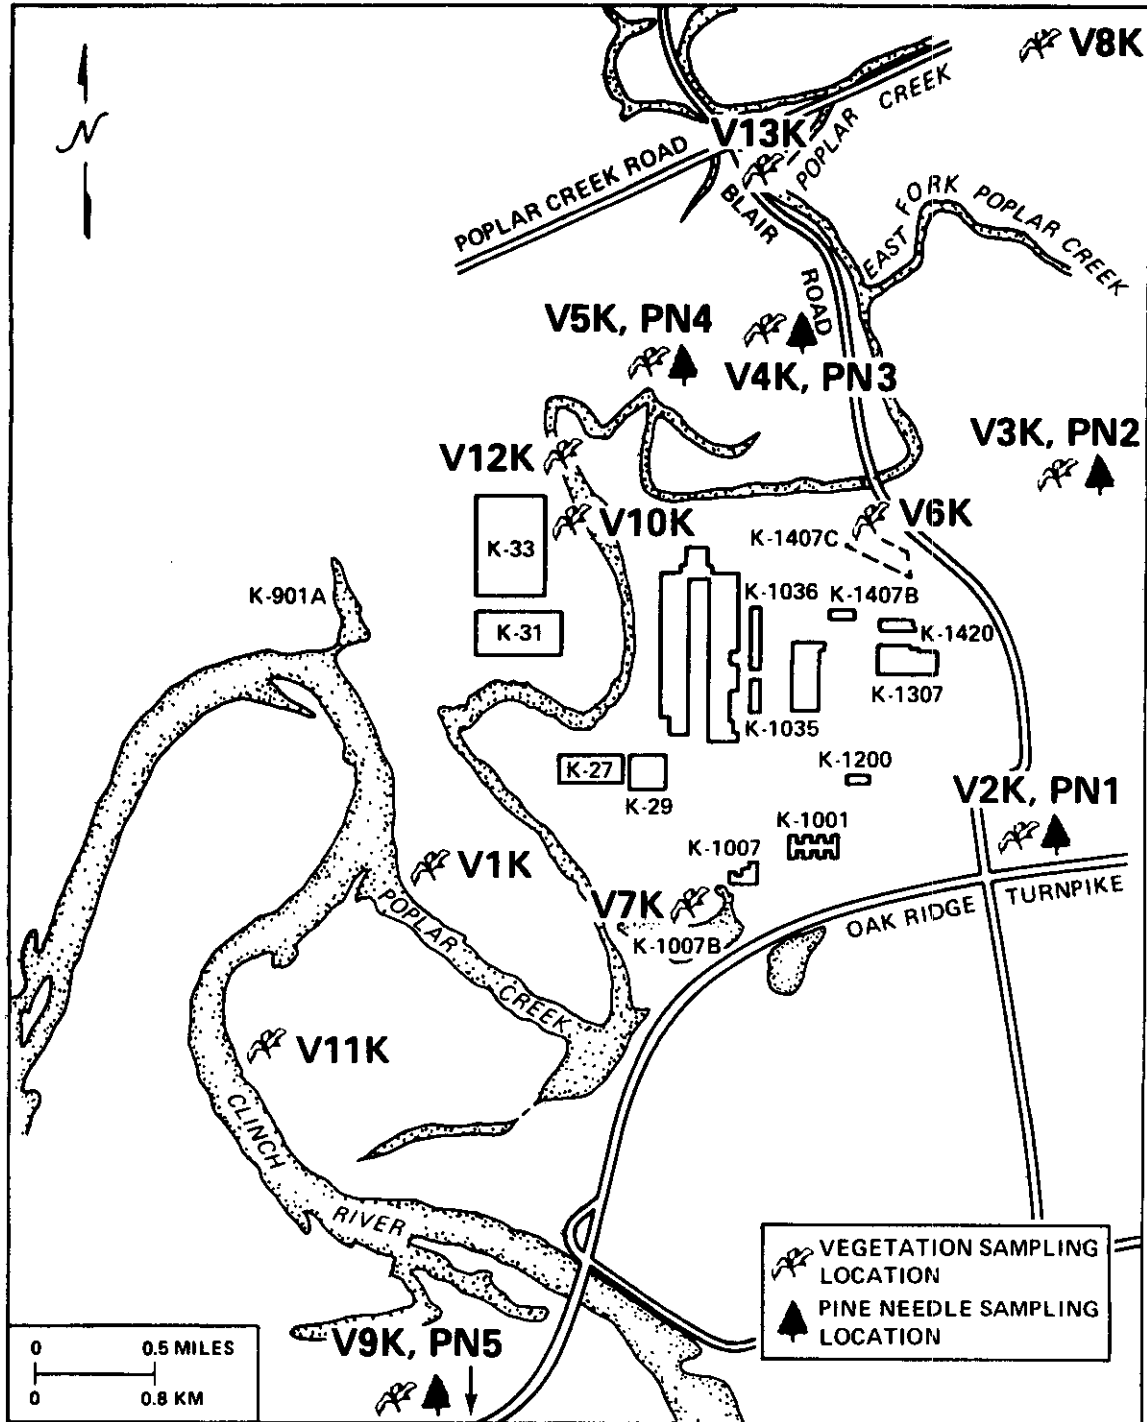 V8K
N
V13K
POPLAR CREEK
POPLAR CREEK ROAD
POPLAR CREEK
BLAIR ROAD
EAST FORK POPLAR CREEK
V5K, PN4
V4K, PN3
V3K, PN2
V12K
V10K
V6K
K-33
K-1407C
K-901A
K-1036
K-1407B
K-31
K-1420
K-1307
K-1035
K-27
K-29
K-1200
V2K, PN1
K-1001
K-1007
V1K
V7K
K-1007B
OAK RIDGE TURNPIKE
POPLAR CREEK
V11K
CLINCH RIVER
VEGETATION SAMPLING
LOCATION
PINE NEEDLE SAMPLING
LOCATION
V9K, PN5
0 0.5 MILES
0 0.8 KM